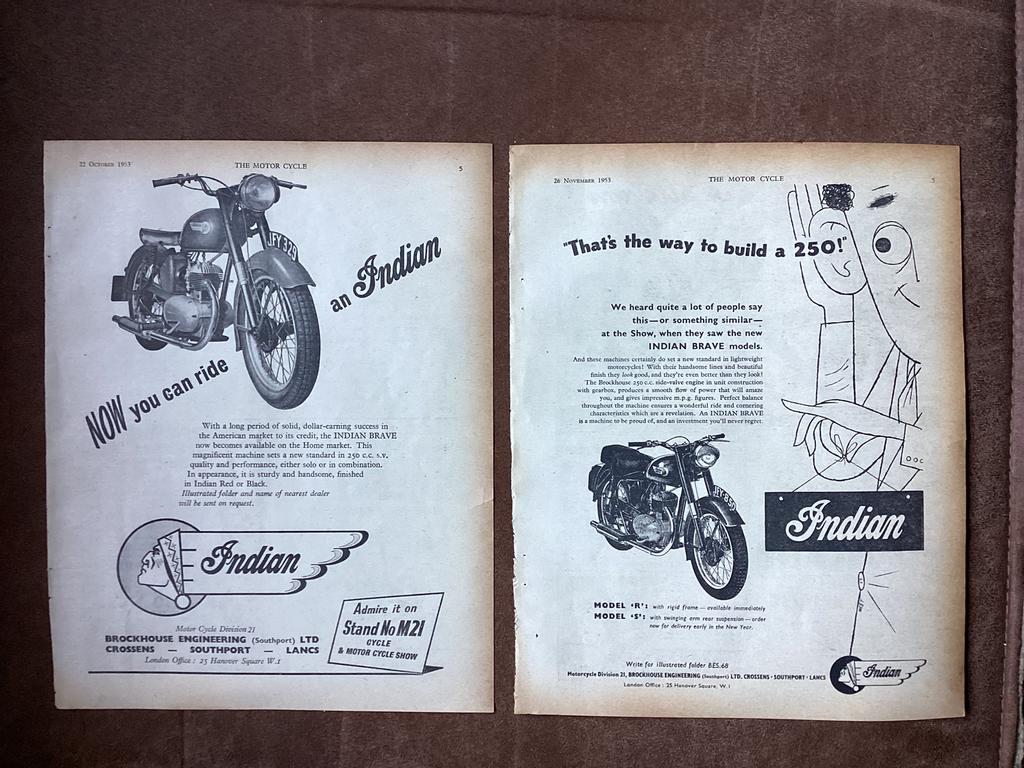 22 October 1953
THE MOTOR CYCLE
5
JFY 329
an Indian
NOW you can ride
With a long period of solid, dollar-earning success in
the American market to its credit, the INDIAN BRAVE
now becomes available on the Home market. This
magnificent machine sets a new standard in 250 c.c. s.v.
quality and performance, either solo or in combination.
In appearance, it is sturdy and handsome, finished
in Indian Red or Black.
Illustrated folder and name of nearest dealer
will be sent on request.
Indian
Motor Cycle Division 21
BROCKHOUSE ENGINEERING (Southport) LTD
CROSSENS — SOUTHPORT — LANCS
London Office : 25 Hanover Square W.1
Admire it on
Stand No M21
CYCLE
& MOTOR CYCLE SHOW
26 November 1953
THE MOTOR CYCLE
5
"That's the way to build a 250!"
We heard quite a lot of people say
this—or something similar—
at the Show, when they saw the new
INDIAN BRAVE models.
And these machines certainly do set a new standard in lightweight
motorcycles! With their handsome lines and beautiful
finish they look good, and they're even better than they look!
The Brockhouse 250 c.c. side-valve engine in unit construction
with gearbox, produces a smooth flow of power that will amaze
you, and gives impressive m.p.g. figures. Perfect balance
throughout the machine ensures a wonderful ride and cornering
characteristics which are a revelation. An INDIAN BRAVE
is a machine to be proud of, and an investment you'll never regret.
Indian
MODEL 'R': with rigid frame — available immediately
MODEL 'S': with swinging arm rear suspension — order
now for delivery early in the New Year.
Write for illustrated folder BES.68
Motorcycle Division 21, BROCKHOUSE ENGINEERING (Southport) LTD. CROSSENS · SOUTHPORT · LANCS
London Office : 25 Hanover Square, W.1
Indian